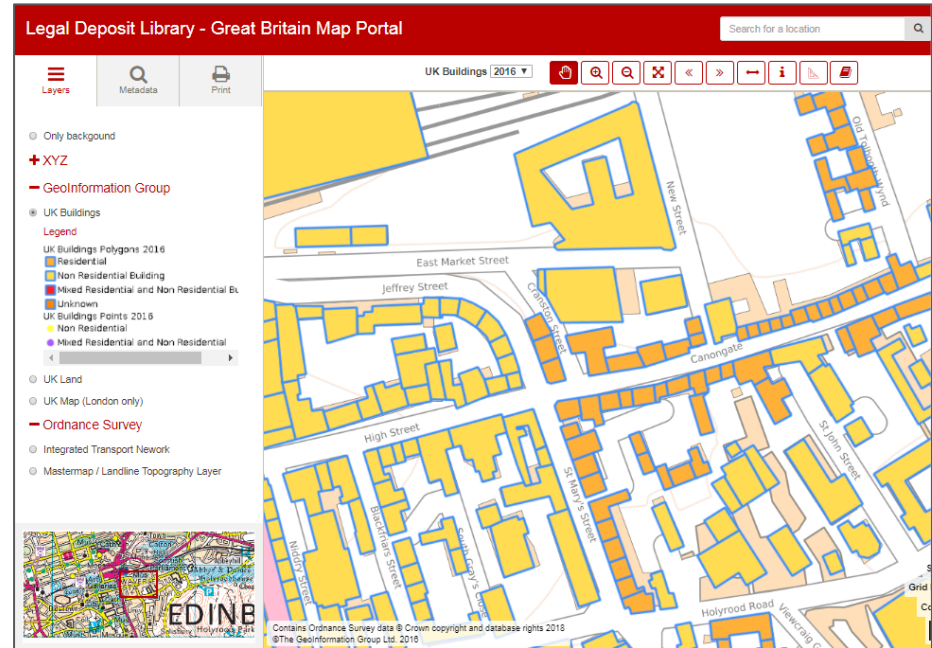 Legal Deposit Library - Great Britain Map Portal
Search for a location
Layers
Metadata
Print
UK Buildings 2016
Only backgound
XYZ
GeoInformation Group
UK Buildings
Legend
UK Buildings Polygons 2016
Residential
Non Residential Building
Mixed Residential and Non Residential Bu
Unknown
UK Buildings Points 2016
Non Residential
Mixed Residential and Non Residential
UK Land
UK Map (London only)
Ordnance Survey
Integrated Transport Nework
Mastermap / Landline Topography Layer
EDINB
Holyrood Park
Old Tolbooth Wynd
New Street
East Market Street
Jeffrey Street
Cranston Street
Canongate
High Street
St John Street
St Mary's Street
Blackfriars Street
Niddry Street
South Gray's Close
Holyrood Road
Viewcraig G
S
Grid
Co
Contains Ordnance Survey data © Crown copyright and database rights 2018
©The GeoInformation Group Ltd. 2016